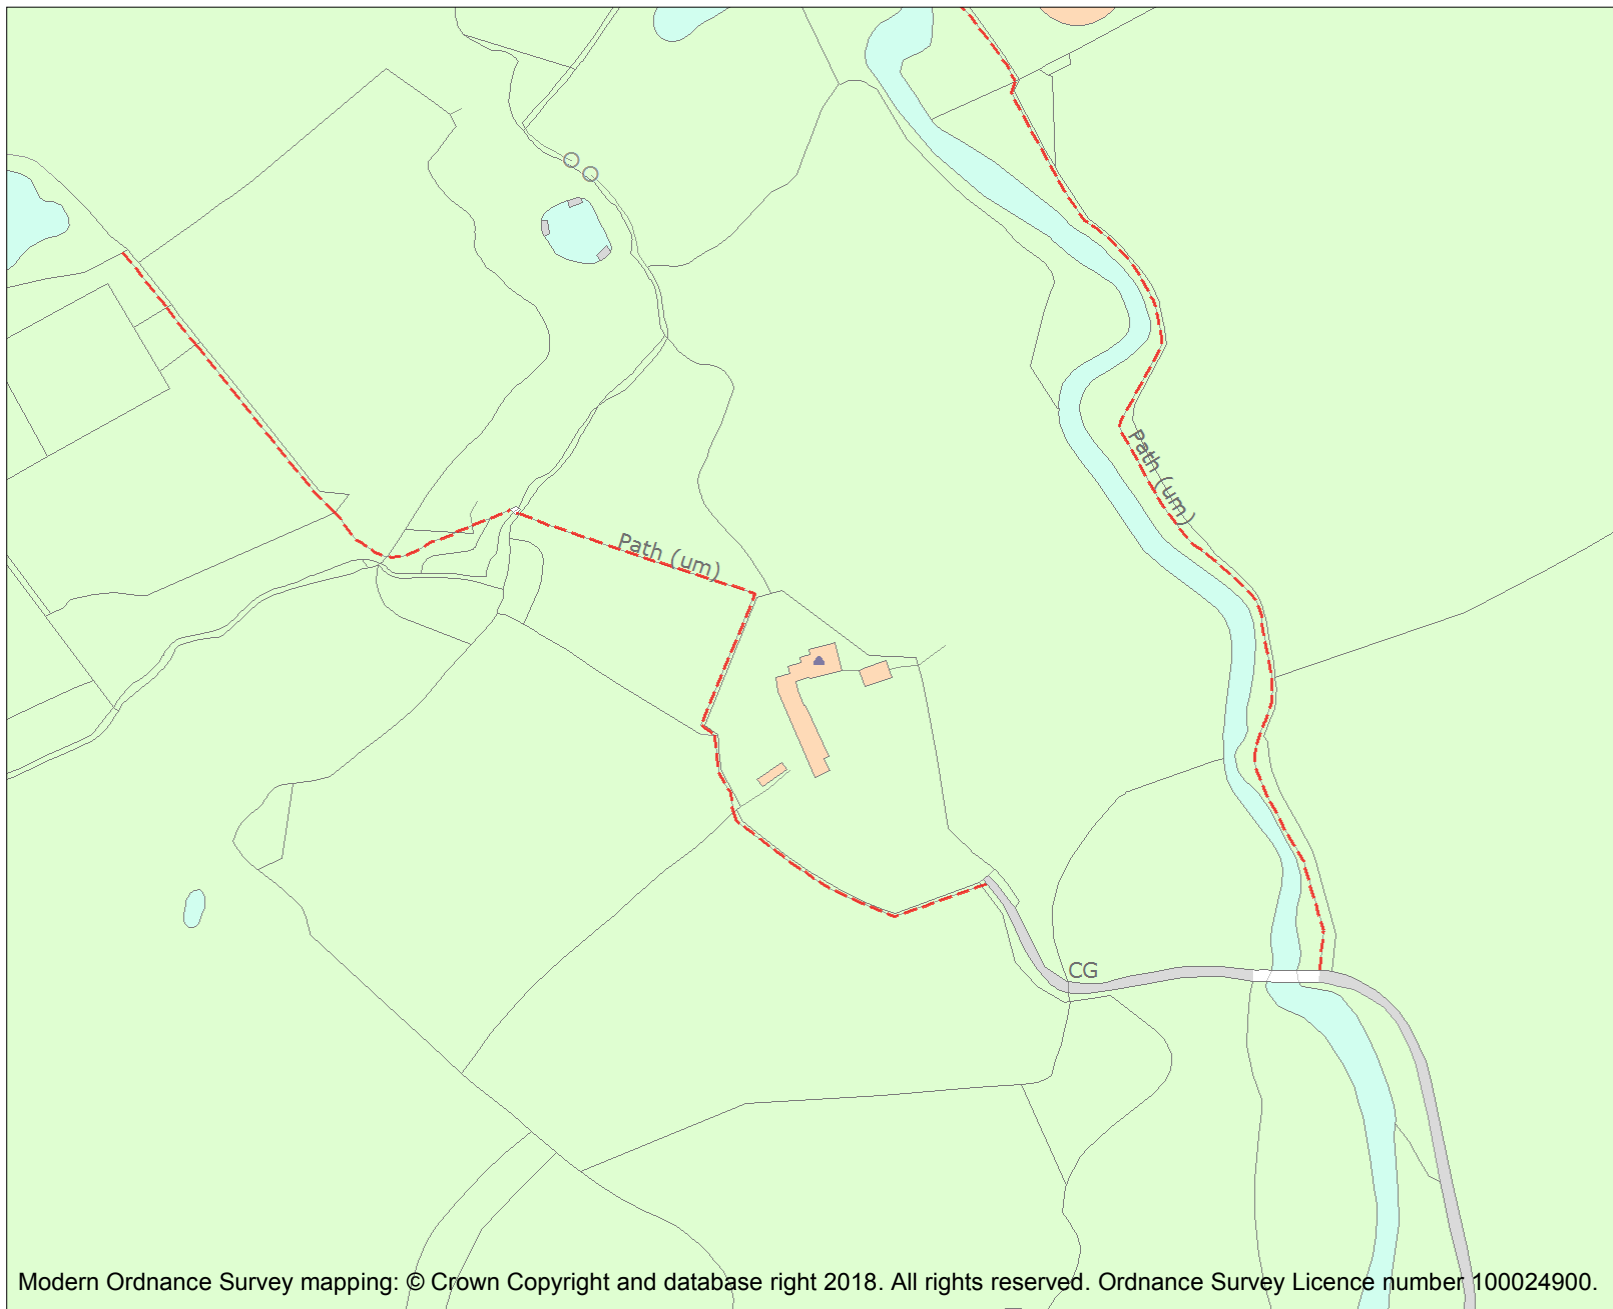 Path (um)
Path (um)
CG
Modern Ordnance Survey mapping: © Crown Copyright and database right 2018. All rights reserved. Ordnance Survey Licence number 100024900.